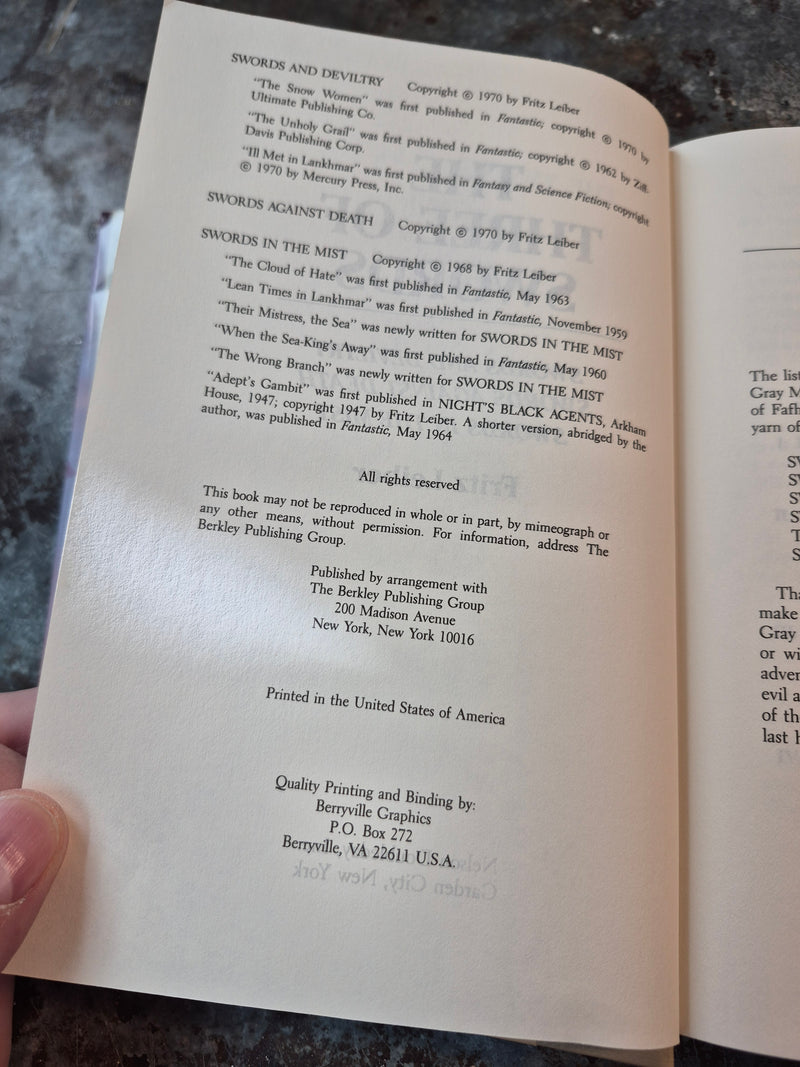 SWORDS AND DEVILTRY Copyright © 1970 by Fritz Leiber
"The Snow Women" was first published in Fantastic; copyright © 1970 by
Ultimate Publishing Co.
"The Unholy Grail" was first published in Fantastic; copyright © 1962 by Ziff-
Davis Publishing Corp.
"Ill Met in Lankhmar" was first published in Fantasy and Science Fiction; copyright
© 1970 by Mercury Press, Inc.
SWORDS AGAINST DEATH Copyright © 1970 by Fritz Leiber
SWORDS IN THE MIST Copyright © 1968 by Fritz Leiber
"The Cloud of Hate" was first published in Fantastic, May 1963
"Lean Times in Lankhmar" was first published in Fantastic, November 1959
"Their Mistress, the Sea" was newly written for SWORDS IN THE MIST
"When the Sea-King's Away" was first published in Fantastic, May 1960
"The Wrong Branch" was newly written for SWORDS IN THE MIST
"Adept's Gambit" was first published in NIGHT'S BLACK AGENTS, Arkham
House, 1947; copyright 1947 by Fritz Leiber. A shorter version, abridged by the
author, was published in Fantastic, May 1964
All rights reserved
This book may not be reproduced in whole or in part, by mimeograph or
any other means, without permission. For information, address The
Berkley Publishing Group.
Published by arrangement with
The Berkley Publishing Group
200 Madison Avenue
New York, New York 10016
Printed in the United States of America
Quality Printing and Binding by:
Berryville Graphics
P.O. Box 272
Berryville, VA 22611 U.S.A.
The list
Gray M
of Fafh
yarn of
SV
SV
SV
S
T
S
Tha
make
Gray
or wi
adver
evil a
of th
last h